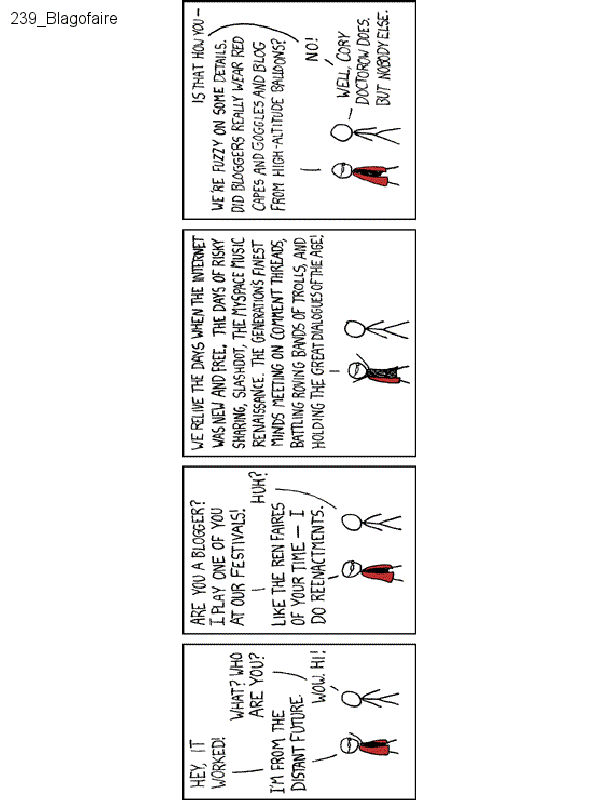 239_Blagofaire
HEY, IT
WORKED!
WHAT? WHO
ARE YOU?
I'M FROM THE
DISTANT FUTURE.
WOW. HI!
ARE YOU A BLOGGER?
I PLAY ONE OF YOU
AT OUR FESTIVALS!
HUH?
LIKE THE REN FAIRES
OF YOUR TIME — I
DO REENACTMENTS.
WE RELIVE THE DAYS WHEN THE INTERNET
WAS NEW AND FREE. THE DAYS OF RISKY
SHARING, SLASHDOT, THE MYSPACE MUSIC
RENAISSANCE. THE GENERATION'S FINEST
MINDS MEETING ON COMMENT THREADS,
BATTLING ROVING BANDS OF TROLLS, AND
HOLDING THE GREAT DIALOGUES OF THE AGE!
IS THAT HOW YOU—
WE'RE FUZZY ON SOME DETAILS.
DID BLOGGERS REALLY WEAR RED
CAPES AND GOGGLES AND BLOG
FROM HIGH-ALTITUDE BALLOONS?
NO!
WELL, CORY
DOCTOROW DOES.
BUT NOBODY ELSE.